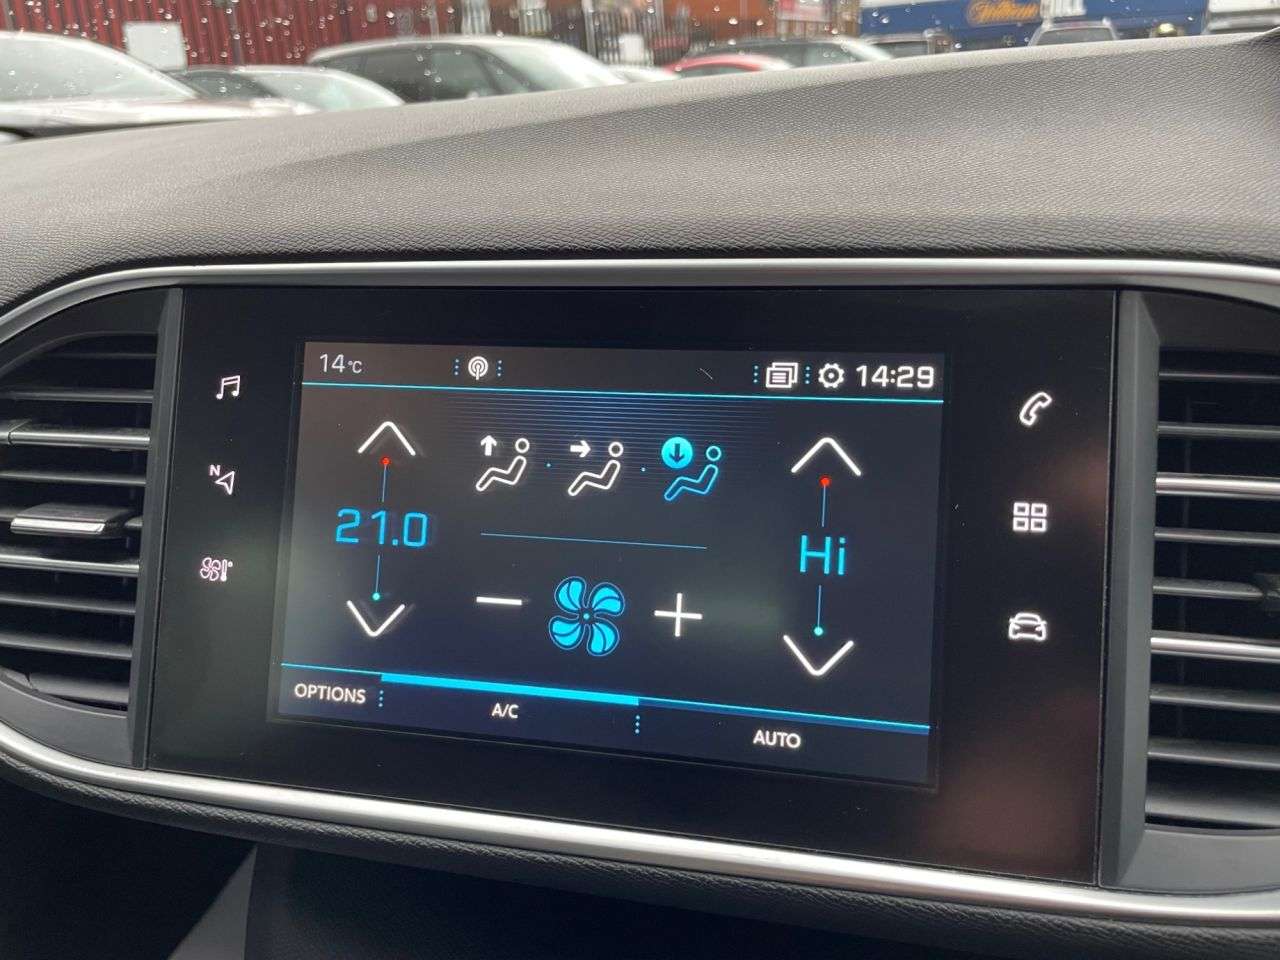 14°C
14:29
N
21.0
Hi
OPTIONS
A/C
AUTO